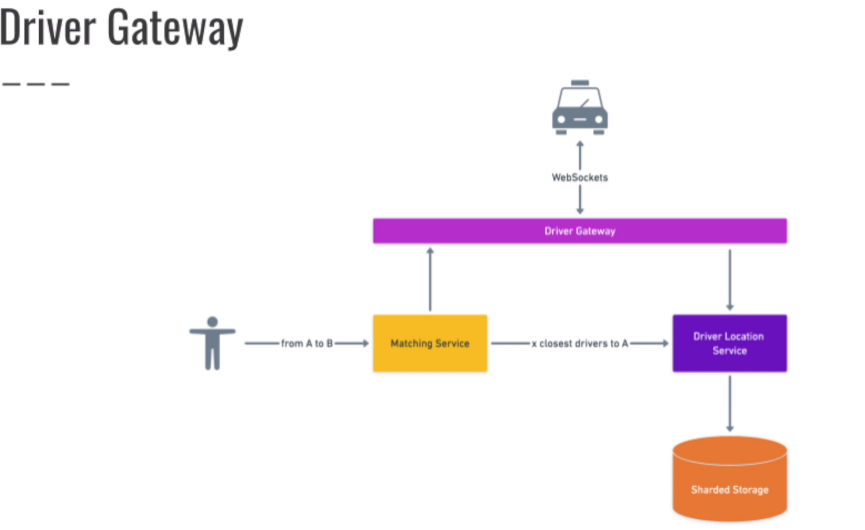 Driver Gateway
WebSockets
Driver Gateway
from A to B
Matching Service
x closest drivers to A
Driver Location
Service
Sharded Storage